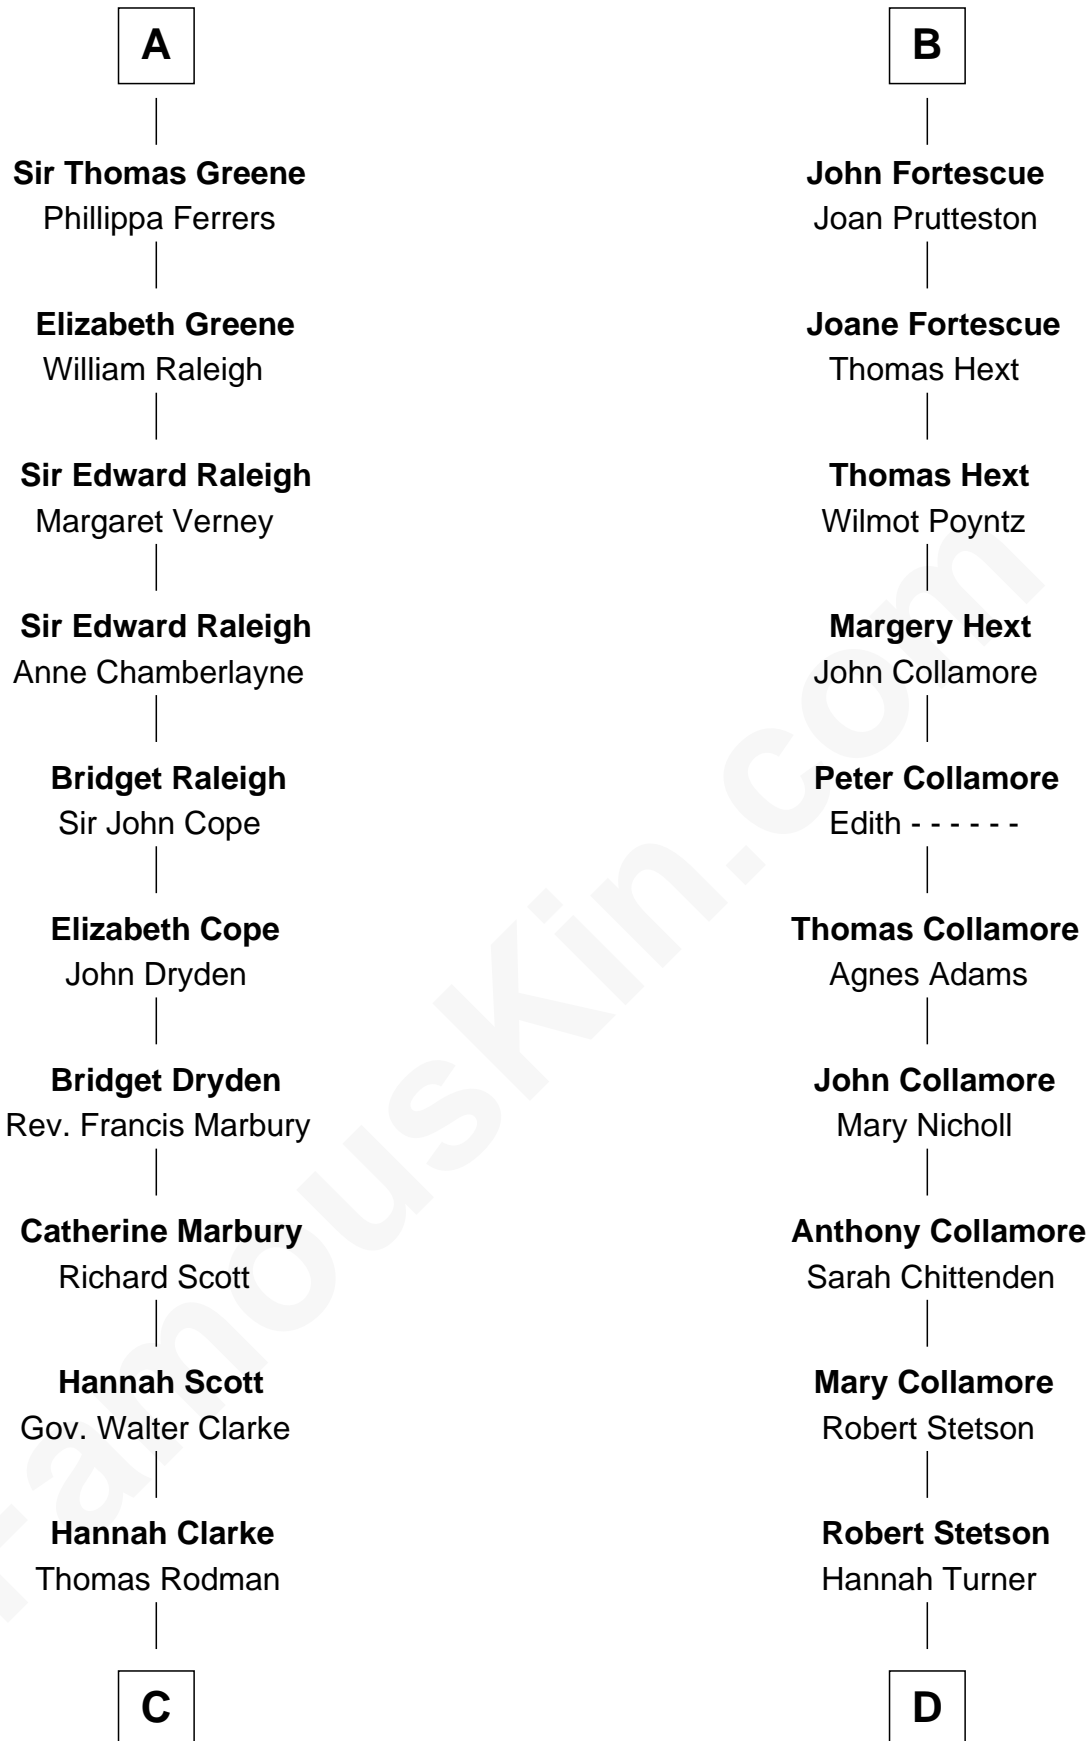 A
Sir Thomas Greene
Phillippa Ferrers
Elizabeth Greene
William Raleigh
Sir Edward Raleigh
Margaret Verney
Sir Edward Raleigh
Anne Chamberlayne
Bridget Raleigh
Sir John Cope
Elizabeth Cope
John Dryden
Bridget Dryden
Rev. Francis Marbury
Catherine Marbury
Richard Scott
Hannah Scott
Gov. Walter Clarke
Hannah Clarke
Thomas Rodman
C
B
John Fortescue
Joan Prutteston
Joane Fortescue
Thomas Hext
Thomas Hext
Wilmot Poyntz
Margery Hext
John Collamore
Peter Collamore
Edith - - - - - -
Thomas Collamore
Agnes Adams
John Collamore
Mary Nicholl
Anthony Collamore
Sarah Chittenden
Mary Collamore
Robert Stetson
Robert Stetson
Hannah Turner
D
FamousKin.com